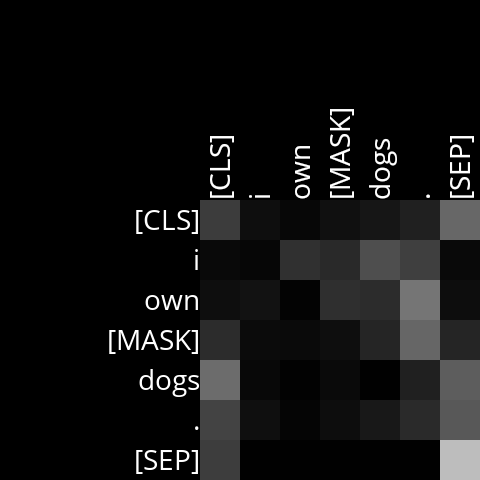 [CLS] i own [MASK] dogs . [SEP]
[CLS]
i
own
[MASK]
dogs
.
[SEP]